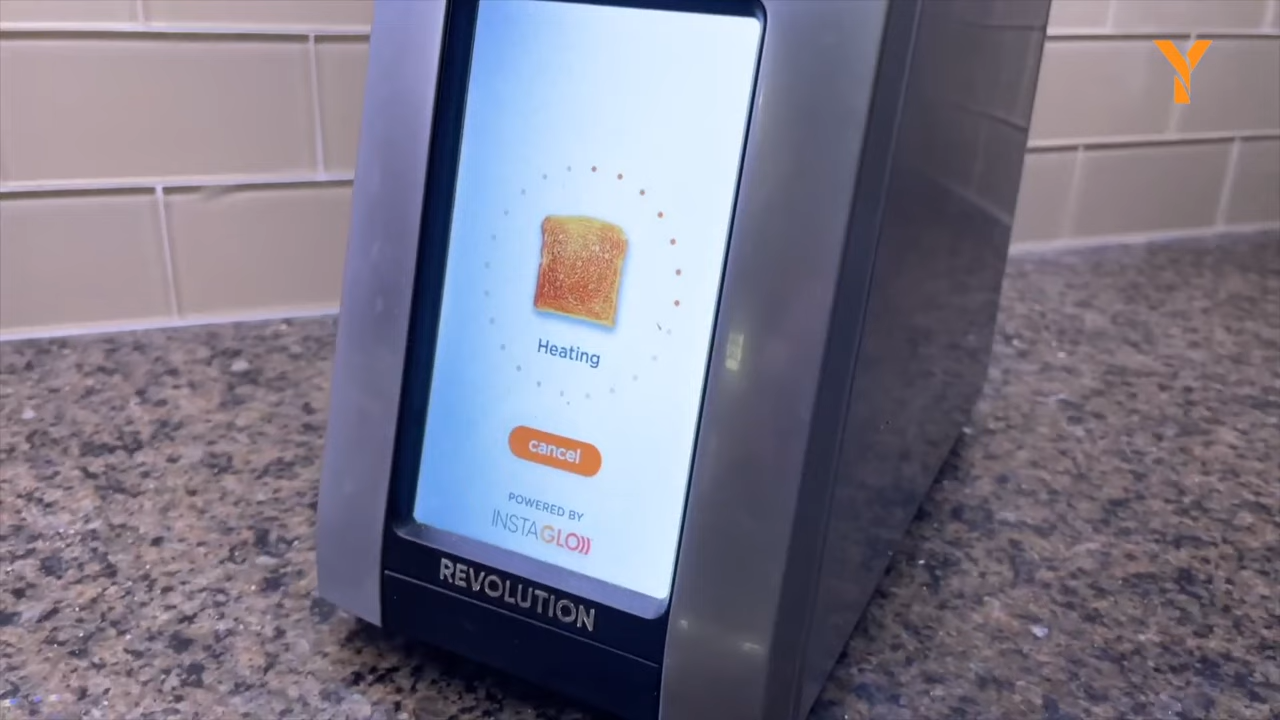 Y
Heating
cancel
POWERED BY
INSTAGLO
REVOLUTION